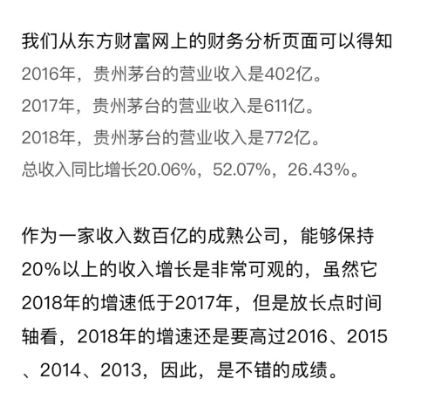 我们从东方财富网上的财务分析页面可以得知
2016年，贵州茅台的营业收入是402亿。
2017年，贵州茅台的营业收入是611亿。
2018年，贵州茅台的营业收入是772亿。
总收入同比增长20.06%，52.07%，26.43%。
作为一家收入数百亿的成熟公司，能够保持
20%以上的收入增长是非常可观的，虽然它
2018年的增速低于2017年，但是放长点时间
轴看，2018年的增速还是要高过2016、2015
、2014、2013，因此，是不错的成绩。